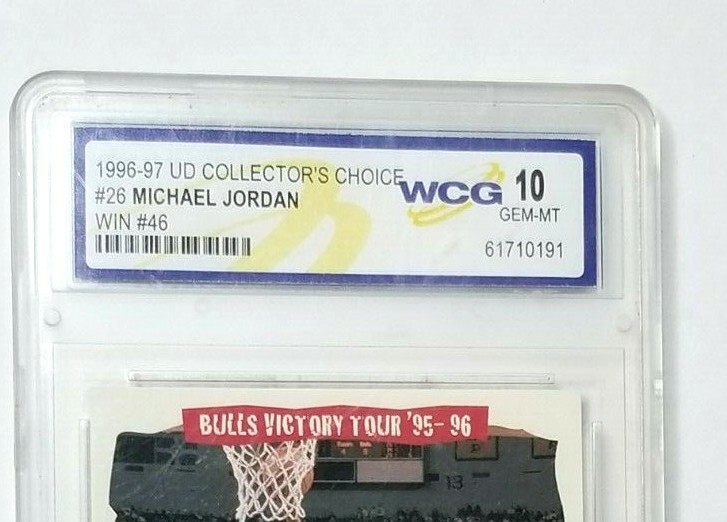 1996-97 UD COLLECTOR'S CHOICE
#26 MICHAEL JORDAN
WIN #46
WCG 10
GEM-MT
61710191
BULLS VICTORY TOUR '95-96
13